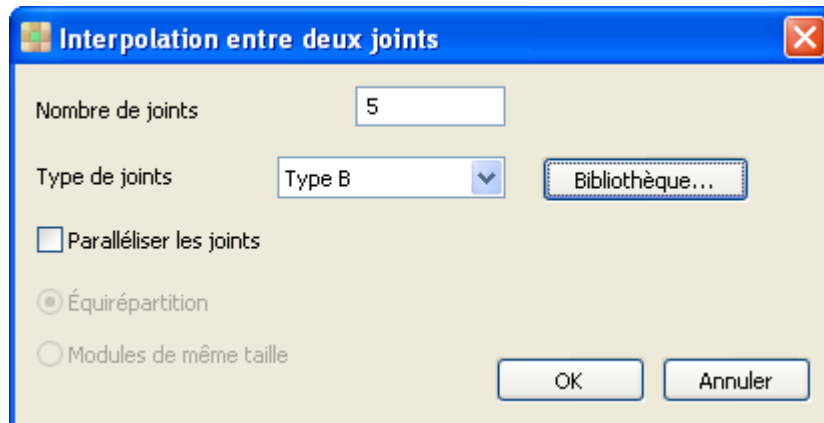 Interpolation entre deux joints
Nombre de joints 5
Type de joints Type B Bibliothèque...
Paralléliser les joints
Équirépartition
Modules de même taille
OK Annuler